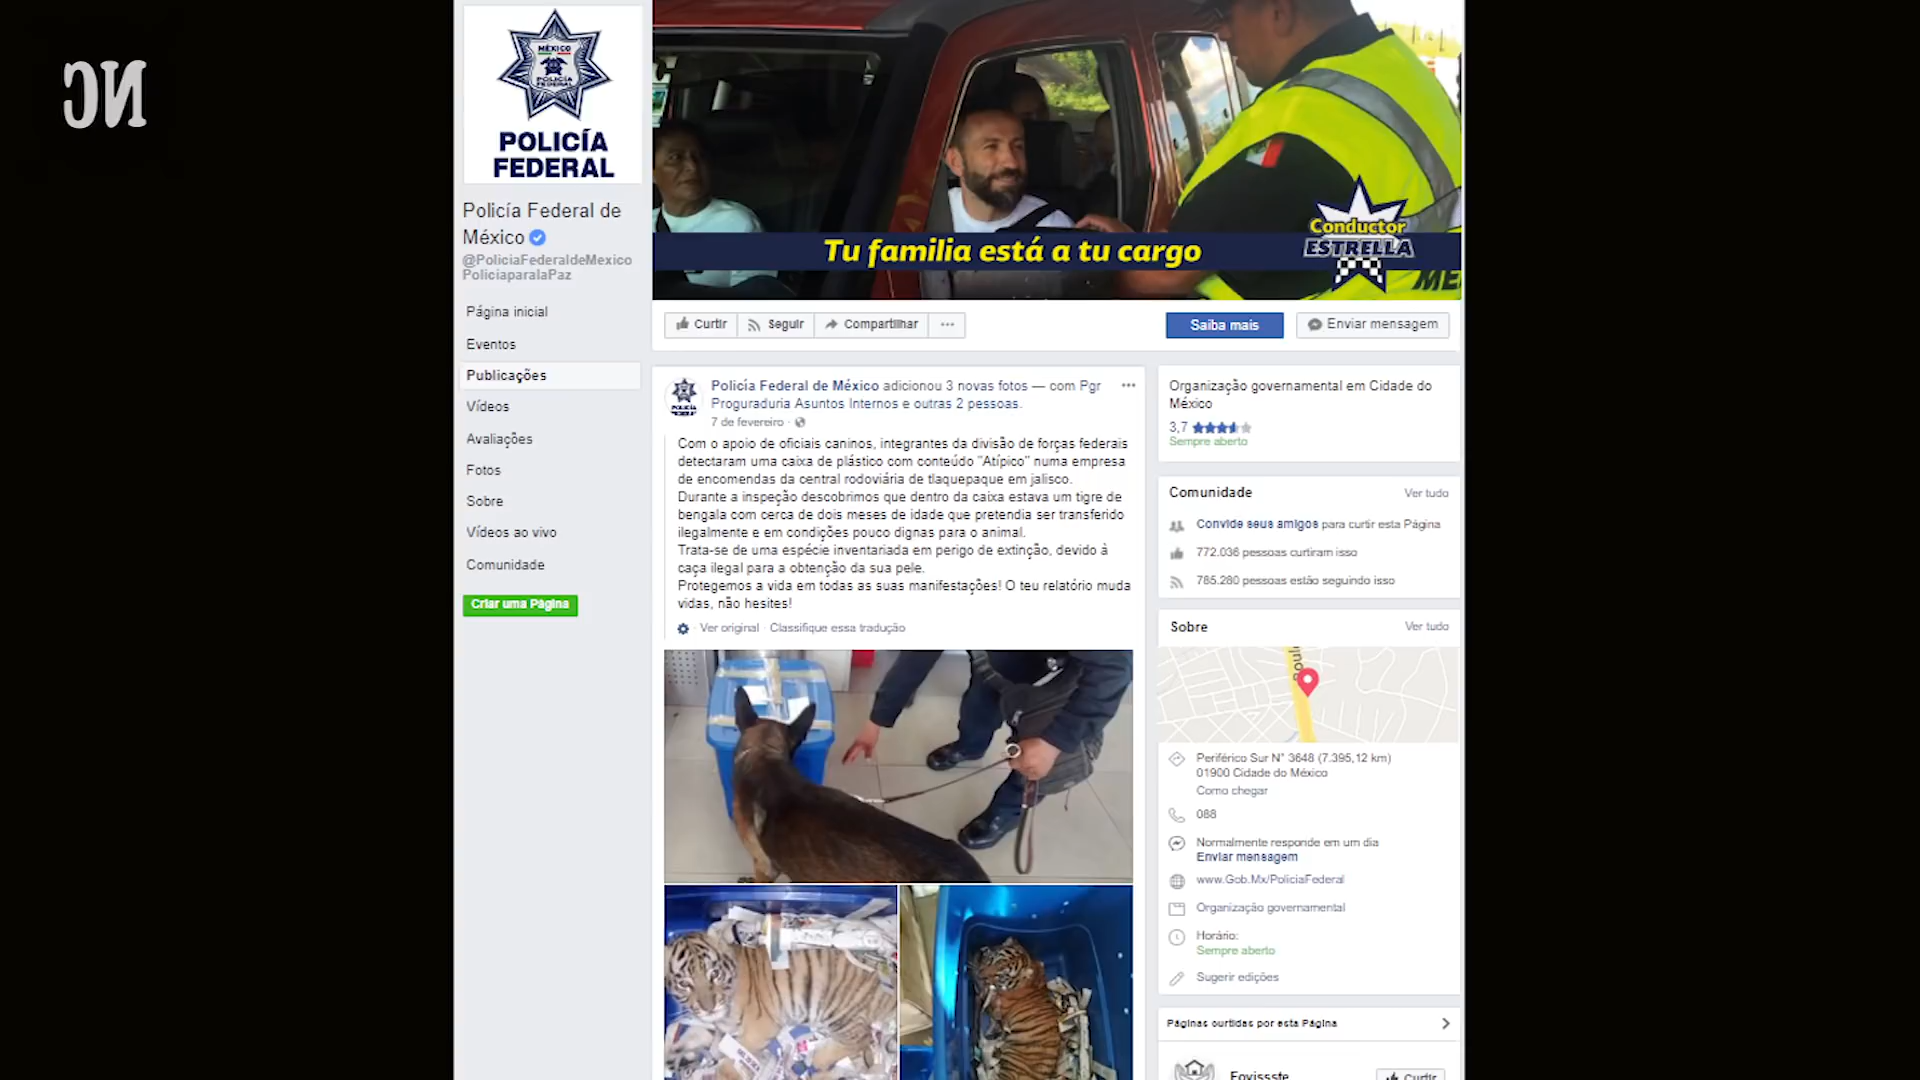 ЭИ
MÉXICO
POLICÍA
FEDERAL
POLICÍA
FEDERAL
Policía Federal de
México
@PoliciaFederaldeMexico
PoliciaparalaPaz
Página inicial
Eventos
Publicações
Vídeos
Avaliações
Fotos
Sobre
Vídeos ao vivo
Comunidade
Criar uma Página
Tu familia está a tu cargo
Conductor
ESTRELLA
Curtir
Seguir
Compartilhar
Saiba mais
Enviar mensagem
Policía Federal de México adicionou 3 novas fotos — com Pgr
Proguraduria Asuntos Internos e outras 2 pessoas.
7 de fevereiro ·
Com o apoio de oficiais caninos, integrantes da divisão de forças federais
detectaram uma caixa de plástico com conteúdo "Atípico" numa empresa
de encomendas da central rodoviária de tlaquepaque em jalisco.
Durante a inspeção descobrimos que dentro da caixa estava um tigre de
bengala com cerca de dois meses de idade que pretendia ser transferido
ilegalmente e em condições pouco dignas para o animal.
Trata-se de uma espécie inventariada em perigo de extinção, devido à
caça ilegal para a obtenção da sua pele.
Protegemos a vida em todas as suas manifestações! O teu relatório muda
vidas, não hesites!
· Ver original · Classifique essa tradução
Organização governamental em Cidade do
México
3,7
Sempre aberto
Comunidade
Ver tudo
Convide seus amigos para curtir esta Página
772.036 pessoas curtiram isso
785.280 pessoas estão seguindo isso
Sobre
Ver tudo
Periférico Sur N° 3648 (7.395,12 km)
01900 Cidade do México
Como chegar
088
Normalmente responde em um dia
Enviar mensagem
www.Gob.Mx/PoliciaFederal
Organização governamental
Horário:
Sempre aberto
Sugerir edições
Páginas curtidas por esta Página
Fovissste
Curtir